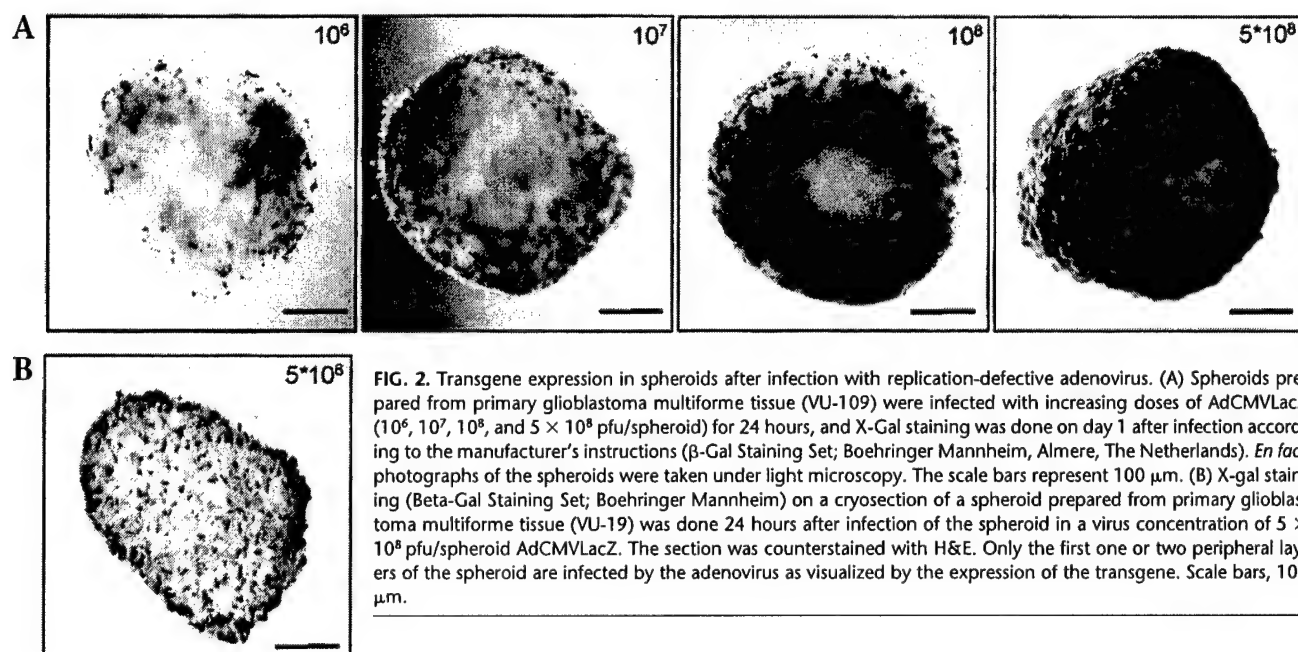 A
10⁶
10⁷
10⁸
5*10⁸
B
5*10⁸
FIG. 2. Transgene expression in spheroids after infection with replication-defective adenovirus. (A) Spheroids pre
pared from primary glioblastoma multiforme tissue (VU-109) were infected with increasing doses of AdCMVLac
(10⁶, 10⁷, 10⁸, and 5 × 10⁸ pfu/spheroid) for 24 hours, and X-Gal staining was done on day 1 after infection accord
ing to the manufacturer's instructions (β-Gal Staining Set; Boehringer Mannheim, Almere, The Netherlands). En fac
photographs of the spheroids were taken under light microscopy. The scale bars represent 100 μm. (B) X-gal stain
ing (Beta-Gal Staining Set; Boehringer Mannheim) on a cryosection of a spheroid prepared from primary glioblas
toma multiforme tissue (VU-19) was done 24 hours after infection of the spheroid in a virus concentration of 5 ×
10⁸ pfu/spheroid AdCMVLacZ. The section was counterstained with H&E. Only the first one or two peripheral lay
ers of the spheroid are infected by the adenovirus as visualized by the expression of the transgene. Scale bars, 10
μm.